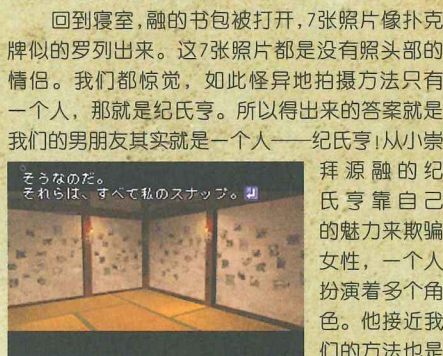 回到寝室,融的书包被打开,7张照片像扑克
牌似的罗列出来。这7张照片都是没有照头部的
情侣。我们都惊觉，如此怪异地拍摄方法只有
一个人，那就是纪氏亨。所以得出来的答案就是
我们的男朋友其实就是一个人——纪氏亨!从小崇
拜源融的纪
氏亨靠自己
的魅力来欺骗
女性，一个人
扮演着多个角
色。他接近我
们的方法也是
そうなのだ。
それらは、すべて私のスナップ。